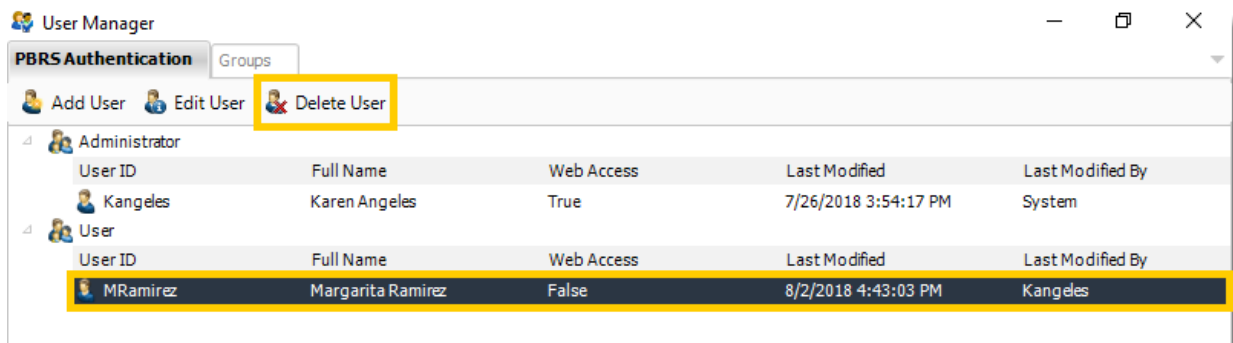 User Manager
PBRS Authentication Groups
Add User Edit User Delete User
Administrator
User ID Full Name Web Access Last Modified Last Modified By
Kangeles Karen Angeles True 7/26/2018 3:54:17 PM System
User
User ID Full Name Web Access Last Modified Last Modified By
MRamirez Margarita Ramirez False 8/2/2018 4:43:03 PM Kangeles